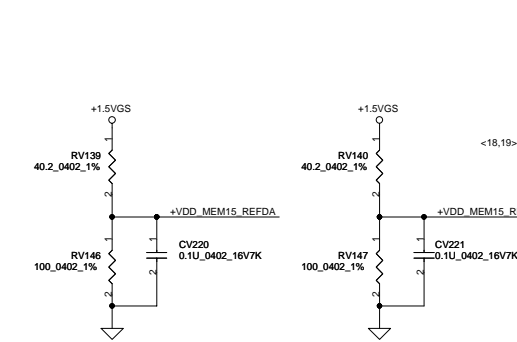 +1.5VGS
1
RV139
40.2_0402_1%
2
+VDD_MEM15_REFDA
1
RV146
100_0402_1%
2
1
CV220
0.1U_0402_16V7K
2
+1.5VGS
1
RV140
40.2_0402_1%
2
<18,19>
+VDD_MEM15_R
1
RV147
100_0402_1%
2
1
CV221
0.1U_0402_16V7K
2